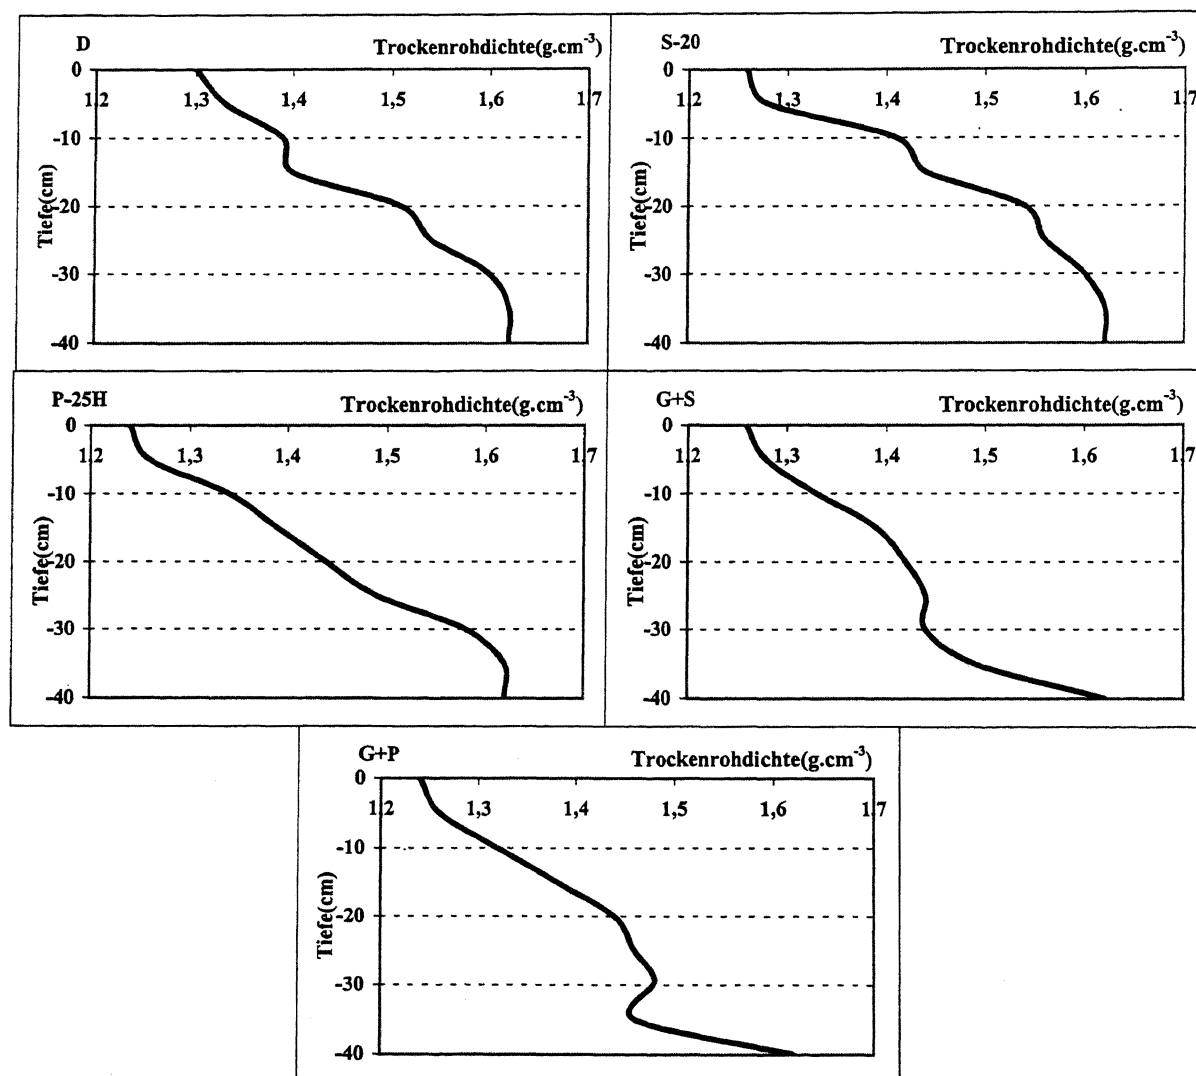 D Trockenrohdichte(g.cm-3)
0
1.2 1,3 1,4 1,5 1,6 1.7
-10
-20
-30
-40
Tiefe(cm)
S-20 Trockenrohdichte(g.cm-3)
0
1.2 1.3 1.4 1.5 1.6 1.7
-10
-20
-30
-40
Tiefe(cm)
P-25H Trockenrohdichte(g.cm-3)
0
1.2 1,3 1,4 1,5 1,6 1.7
-10
-20
-30
-40
Tiefe(cm)
G+S Trockenrohdichte(g.cm-3)
0
1.2 1,3 1,4 1,5 1,6 1.7
-10
-20
-30
-40
Tiefe(cm)
G+P Trockenrohdichte(g.cm-3)
0
1.2 1,3 1,4 1,5 1,6 1.7
-10
-20
-30
-40
Tiefe(cm)